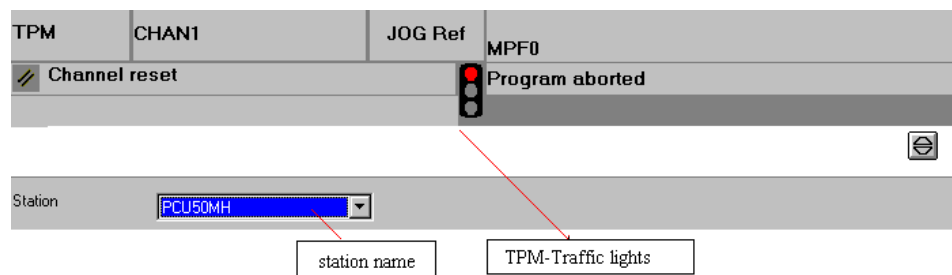 TPM CHAN1 JOG Ref MPF0
Channel reset Program aborted
Station PCU50MH
station name TPM-Traffic lights